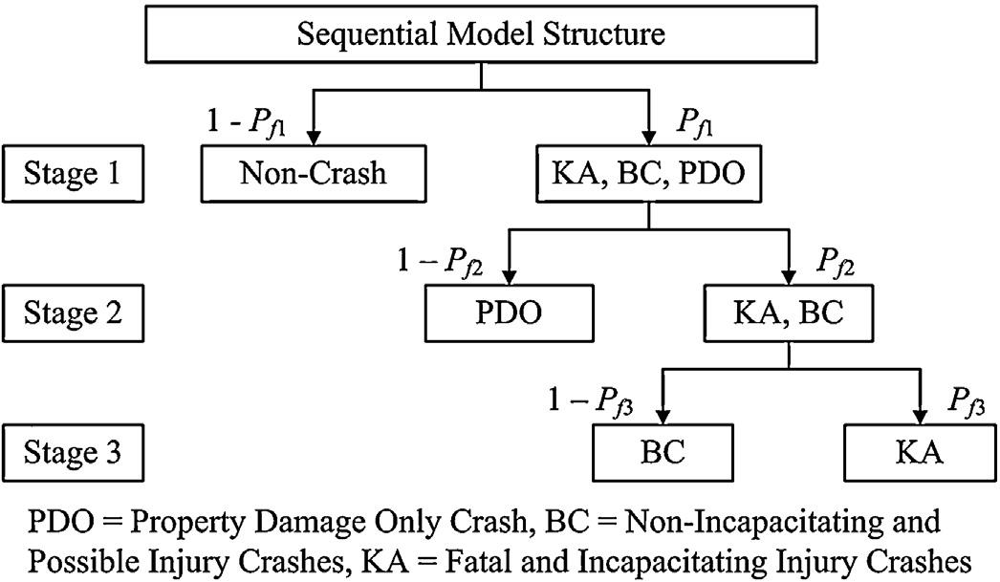 Sequential Model Structure
1 - Pf1
Pf1
Stage 1
Non-Crash
KA, BC, PDO
1 – Pf2
Pf2
Stage 2
PDO
KA, BC
1 – Pf3
Pf3
Stage 3
BC
KA
PDO = Property Damage Only Crash, BC = Non-Incapacitating and
Possible Injury Crashes, KA = Fatal and Incapacitating Injury Crashes